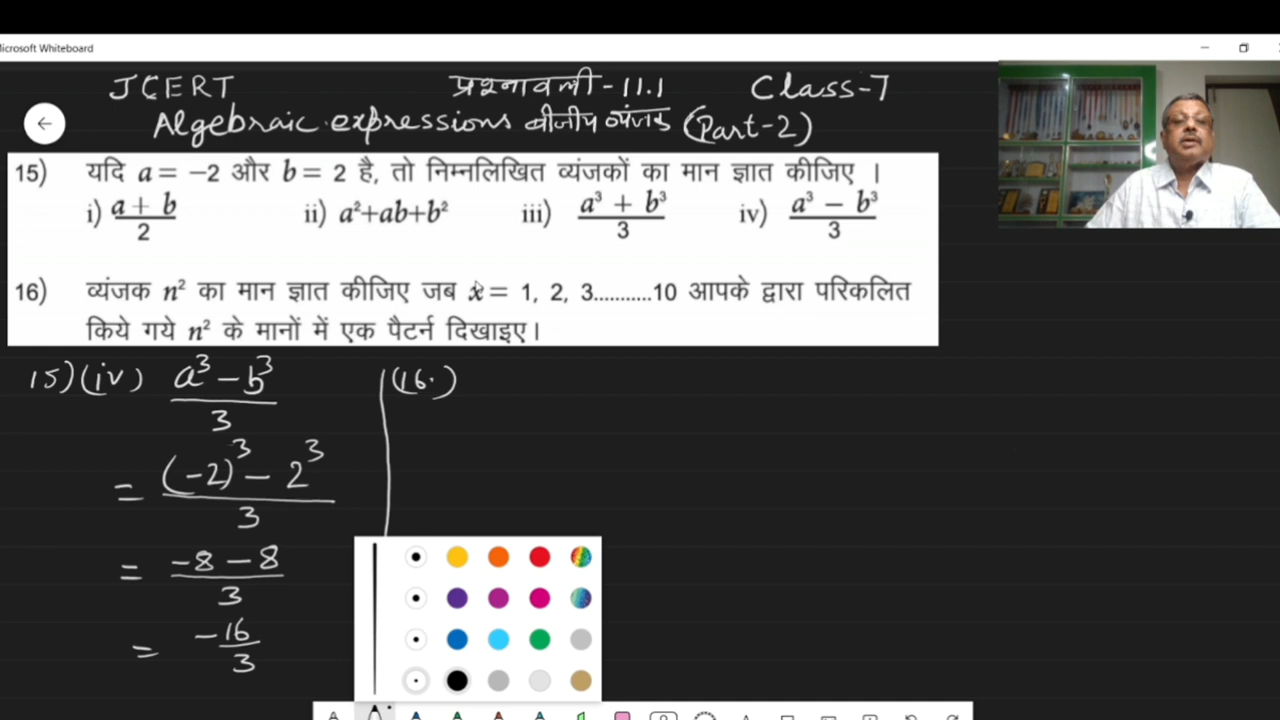 Microsoft Whiteboard
JCERT प्रश्नावली-11.1 Class-7
Algebraic expressions बीजीय व्यंजक (Part-2)
15) यदि a = -2 और b = 2 है, तो निम्नलिखित व्यंजकों का मान ज्ञात कीजिए ।
i) a + b / 2 ii) a²+ab+b² iii) a³ + b³ / 3 iv) a³ - b³ / 3
16) व्यंजक n² का मान ज्ञात कीजिए जब x = 1, 2, 3...........10 आपके द्वारा परिकलित
किये गये n² के मानों में एक पैटर्न दिखाइए।
15)(iv) a³ - b³ / 3
= (-2)³ - 2³ / 3
= -8 - 8 / 3
= -16 / 3
(16.)